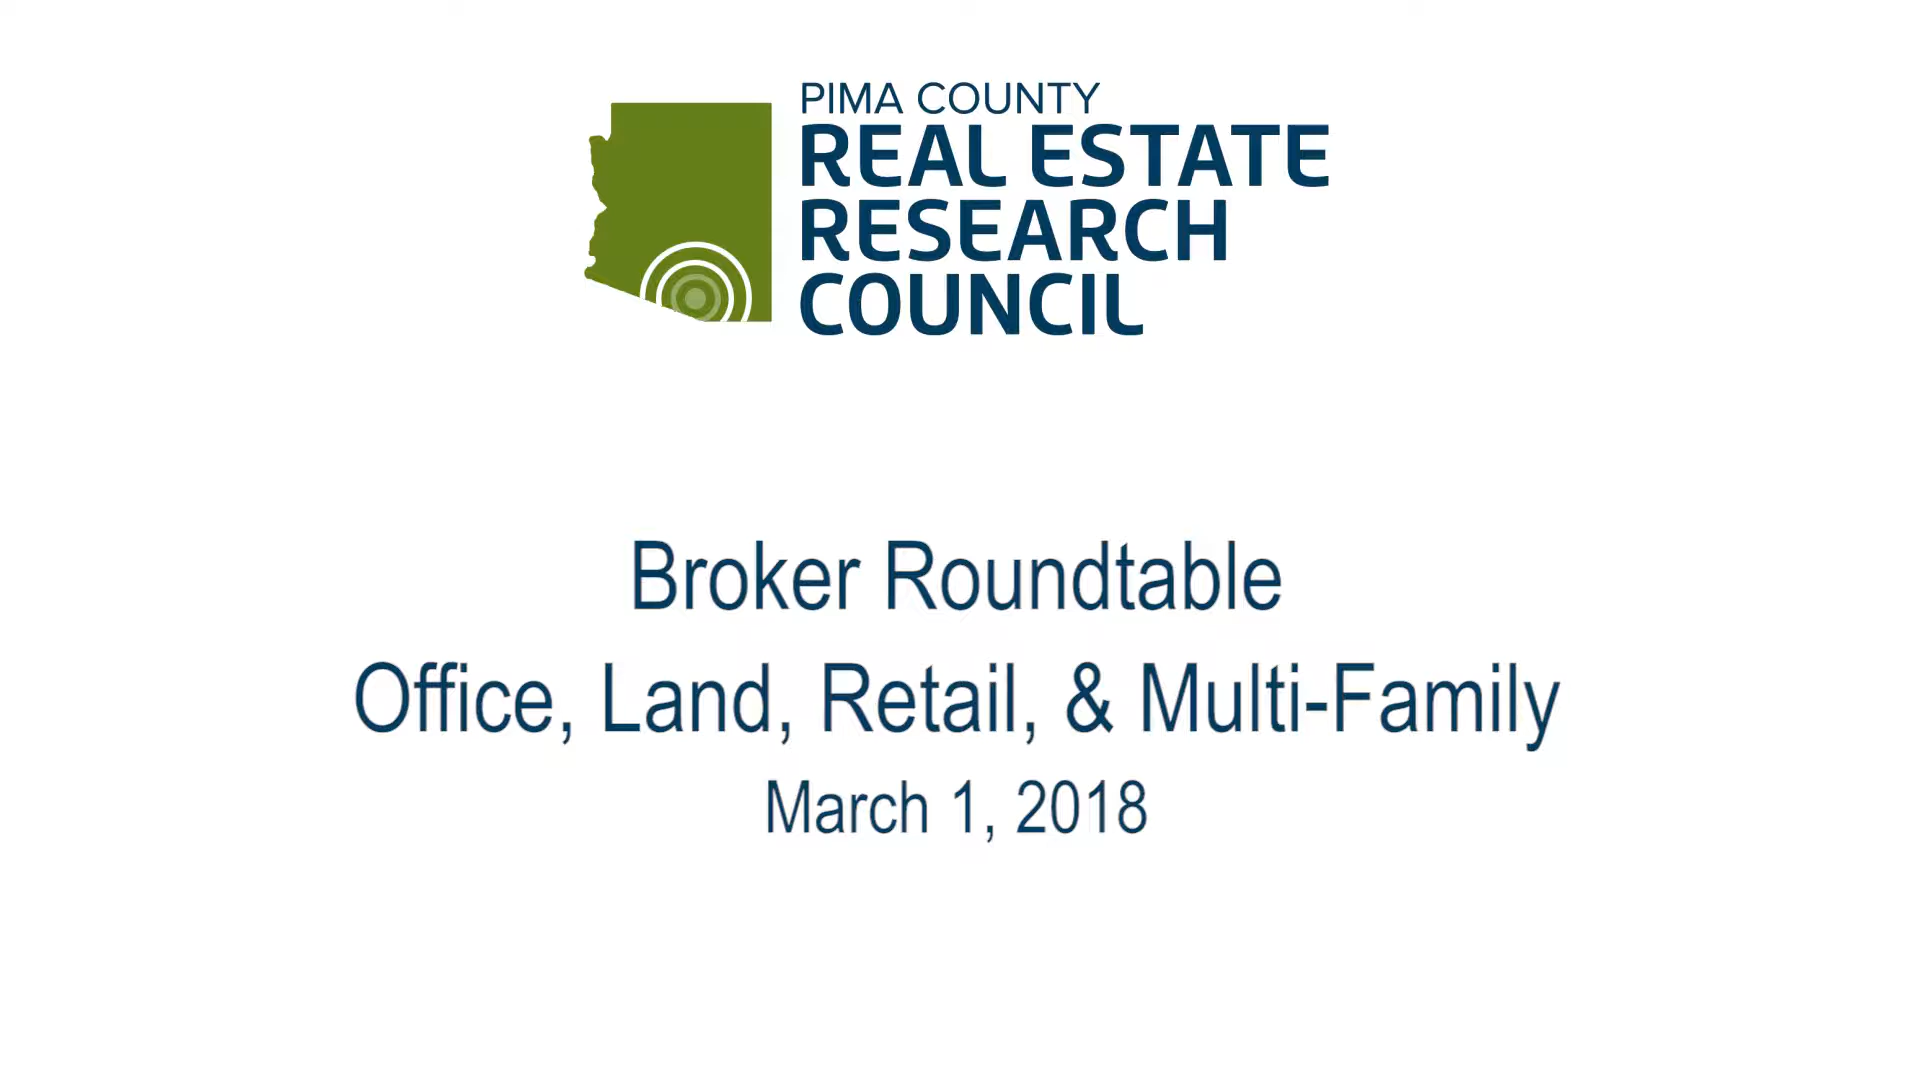 PIMA COUNTY
REAL ESTATE
RESEARCH
COUNCIL
Broker Roundtable
Office, Land, Retail, & Multi-Family
March 1, 2018